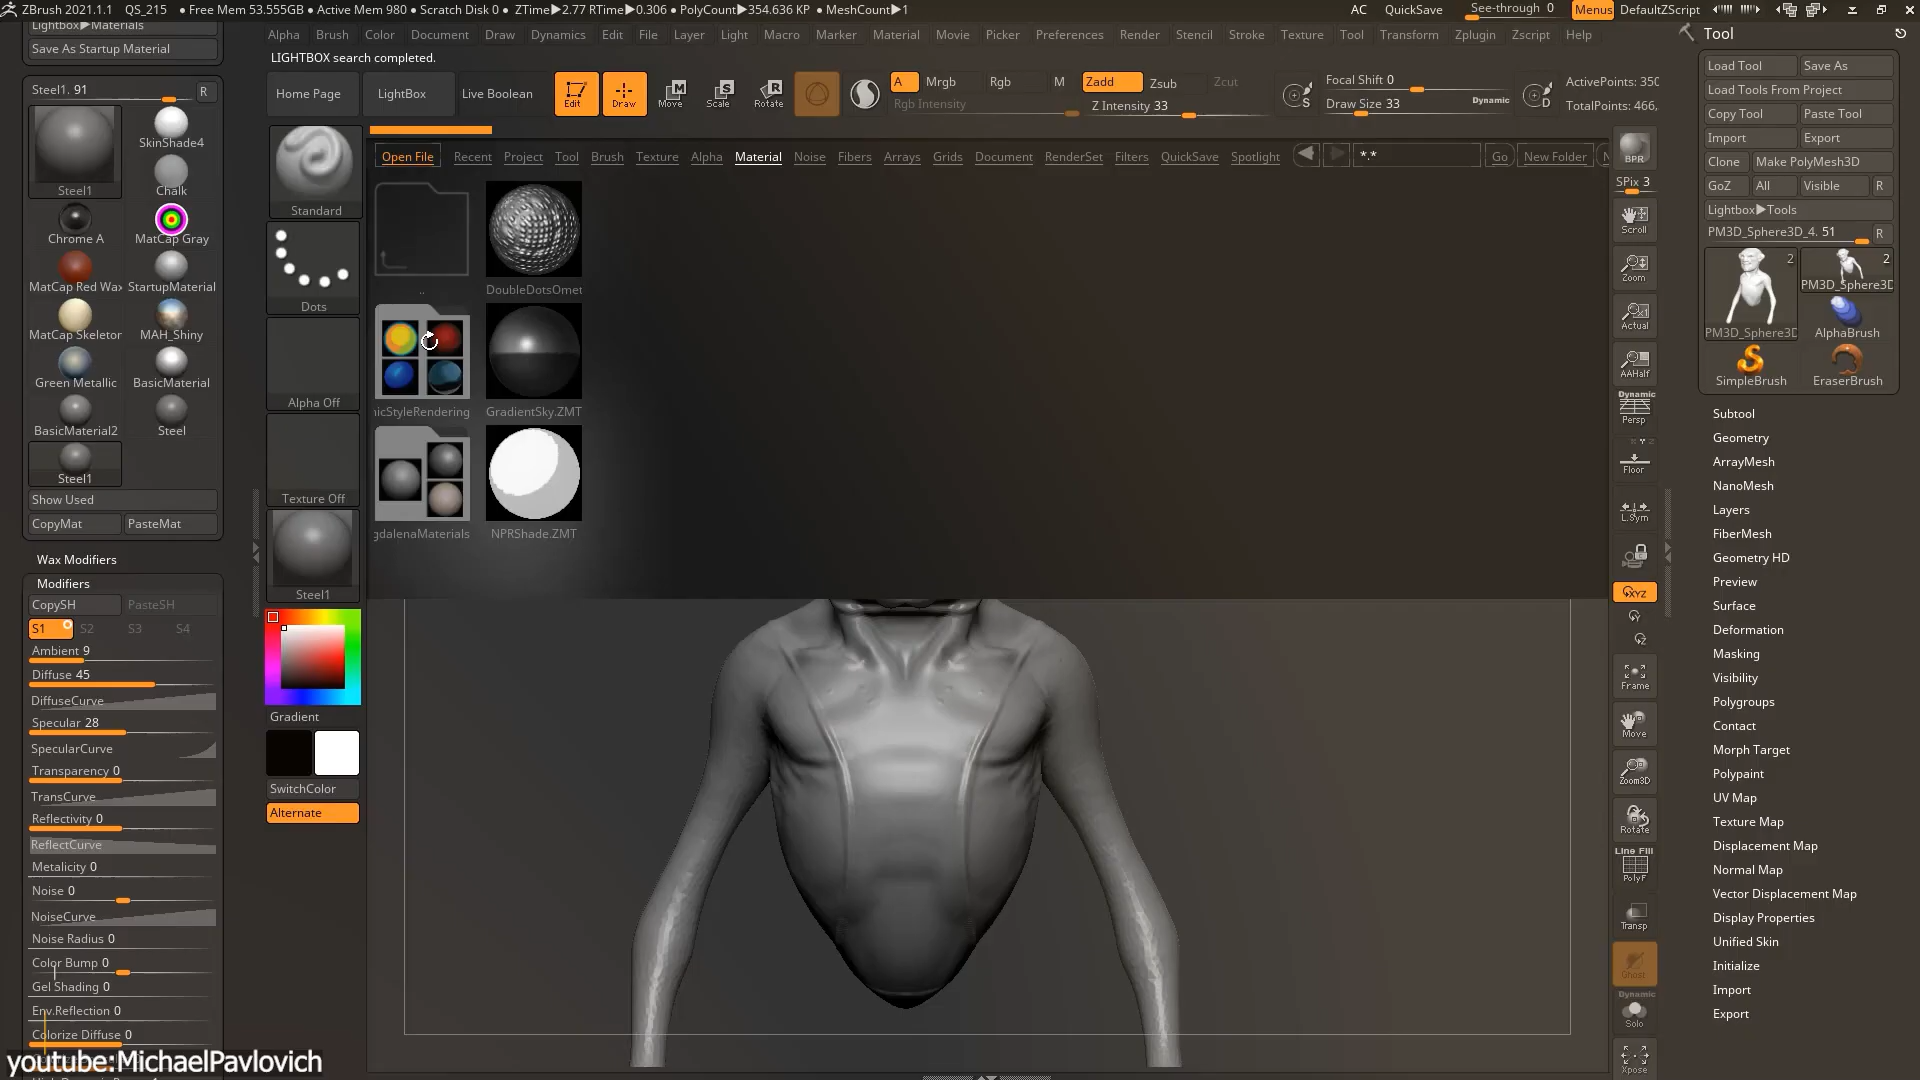 ZBrush 2021.1.1 QS_215 • Free Mem 53.555GB • Active Mem 980 • Scratch Disk 0 • ZTime▶2.77 RTime▶0.306 • PolyCount▶354.636 KP • MeshCount▶1 AC QuickSave See-through 0 Menus DefaultZScript
Alpha Brush Color Document Draw Dynamics Edit File Layer Light Macro Marker Material Movie Picker Preferences Render Stencil Stroke Texture Tool Transform Zplugin Zscript Help
LIGHTBOX search completed.
Home Page LightBox Live Boolean Edit Draw Move Scale Rotate
A Mrgb Rgb M Zadd Zsub Zcut
Rgb Intensity Z Intensity 33
Focal Shift 0
Draw Size 33 Dynamic
S D
ActivePoints: 350
TotalPoints: 466,
Save As Startup Material
Steel1. 91 R
Steel1
SkinShade4
Chalk
Chrome A MatCap Gray
MatCap Red Wax StartupMaterial
MatCap Skeletor MAH_Shiny
Green Metallic BasicMaterial
BasicMaterial2 Steel
Steel1
Show Used
CopyMat PasteMat
Wax Modifiers
Modifiers
CopySH PasteSH
S1 S2 S3 S4
Ambient 9
Diffuse 45
DiffuseCurve
Specular 28
SpecularCurve
Transparency 0
TransCurve
Reflectivity 0
ReflectCurve
Metalicity 0
Noise 0
NoiseCurve
Noise Radius 0
Color Bump 0
Gel Shading 0
Env.Reflection 0
Colorize Diffuse 0
youtube:MichaelPavlovich
Standard
Dots
Alpha Off
Texture Off
Steel1
Gradient
SwitchColor
Alternate
Open File Recent Project Tool Brush Texture Alpha Material Noise Fibers Arrays Grids Document RenderSet Filters QuickSave Spotlight *.* Go New Folder
..
DoubleDotsOmet
nicStyleRendering
GradientSky.ZMT
gdalenaMaterials
NPRShade.ZMT
BPR
SPix 3
Scroll
Zoom
Actual
AAHalf
Dynamic
Persp
Floor
L.Sym
XYZ
Y
Z
Frame
Move
Zoom3D
Rotate
Line Fill
PolyF
Transp
Ghost
Dynamic
Solo
Xpose
Tool
Load Tool Save As
Load Tools From Project
Copy Tool Paste Tool
Import Export
Clone Make PolyMesh3D
GoZ All Visible R
Lightbox▶Tools
PM3D_Sphere3D_4. 51 R
2 2
PM3D_Sphere3D
PM3D_Sphere3D AlphaBrush
SimpleBrush EraserBrush
Subtool
Geometry
ArrayMesh
NanoMesh
Layers
FiberMesh
Geometry HD
Preview
Surface
Deformation
Masking
Visibility
Polygroups
Contact
Morph Target
Polypaint
UV Map
Texture Map
Displacement Map
Normal Map
Vector Displacement Map
Display Properties
Unified Skin
Initialize
Import
Export